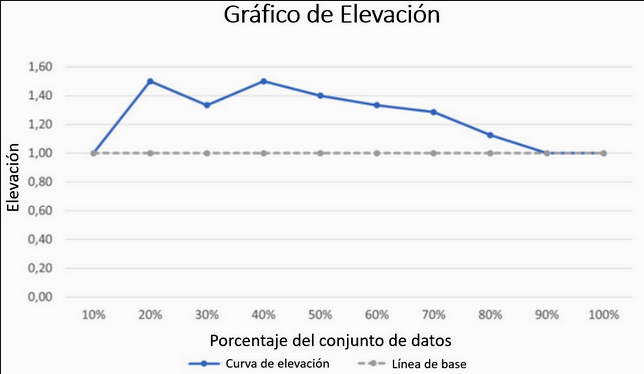 Gráfico de Elevación
1,60
1,40
1,20
1,00
0,80
0,60
0,40
0,20
0,00
Elevación
10% 20% 30% 40% 50% 60% 70% 80% 90% 100%
Porcentaje del conjunto de datos
Curva de elevación Línea de base